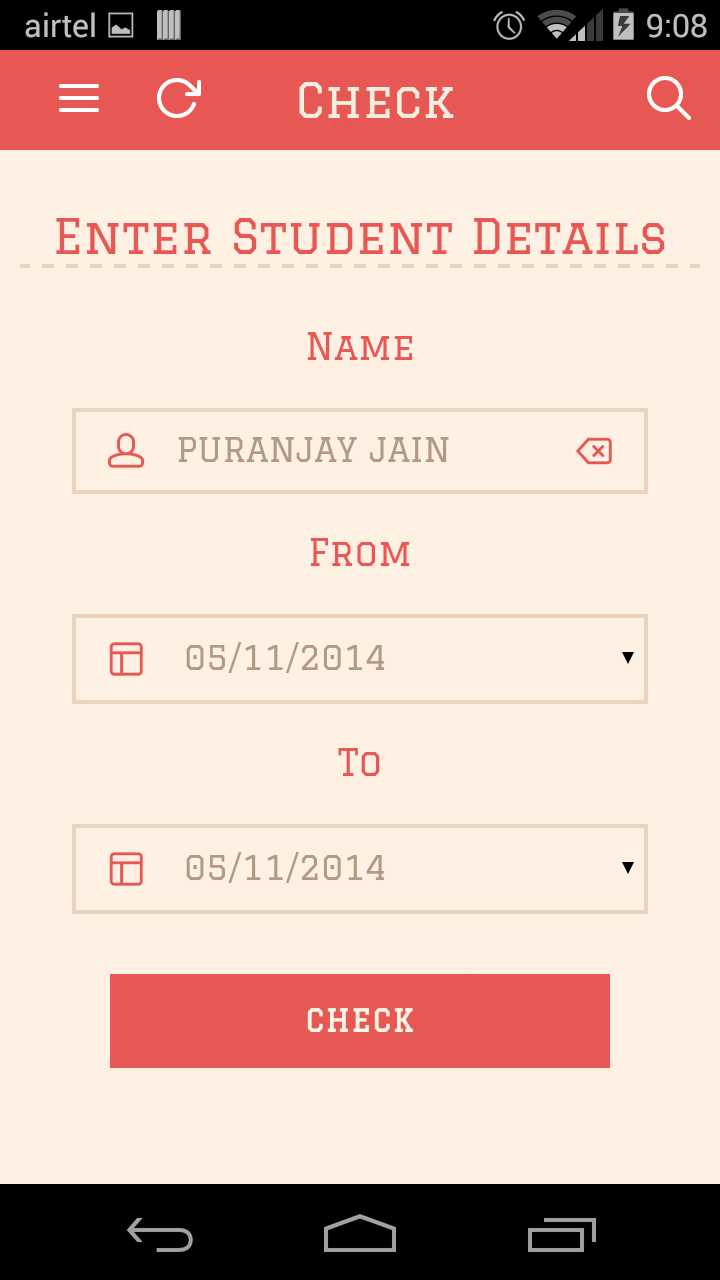 airtel 9:08
Check
Enter Student Details
Name
PURANJAY JAIN
From
05/11/2014
To
05/11/2014
CHECK